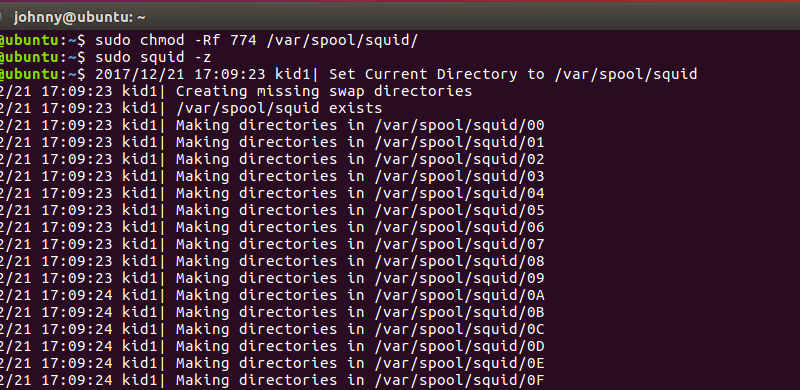 johnny@ubuntu: ~
@ubuntu:~$ sudo chmod -Rf 774 /var/spool/squid/
@ubuntu:~$ sudo squid -z
@ubuntu:~$ 2017/12/21 17:09:23 kid1| Set Current Directory to /var/spool/squid
2/21 17:09:23 kid1| Creating missing swap directories
2/21 17:09:23 kid1| /var/spool/squid exists
2/21 17:09:23 kid1| Making directories in /var/spool/squid/00
2/21 17:09:23 kid1| Making directories in /var/spool/squid/01
2/21 17:09:23 kid1| Making directories in /var/spool/squid/02
2/21 17:09:23 kid1| Making directories in /var/spool/squid/03
2/21 17:09:23 kid1| Making directories in /var/spool/squid/04
2/21 17:09:23 kid1| Making directories in /var/spool/squid/05
2/21 17:09:23 kid1| Making directories in /var/spool/squid/06
2/21 17:09:23 kid1| Making directories in /var/spool/squid/07
2/21 17:09:23 kid1| Making directories in /var/spool/squid/08
2/21 17:09:23 kid1| Making directories in /var/spool/squid/09
2/21 17:09:24 kid1| Making directories in /var/spool/squid/0A
2/21 17:09:24 kid1| Making directories in /var/spool/squid/0B
2/21 17:09:24 kid1| Making directories in /var/spool/squid/0C
2/21 17:09:24 kid1| Making directories in /var/spool/squid/0D
2/21 17:09:24 kid1| Making directories in /var/spool/squid/0E
2/21 17:09:24 kid1| Making directories in /var/spool/squid/0F